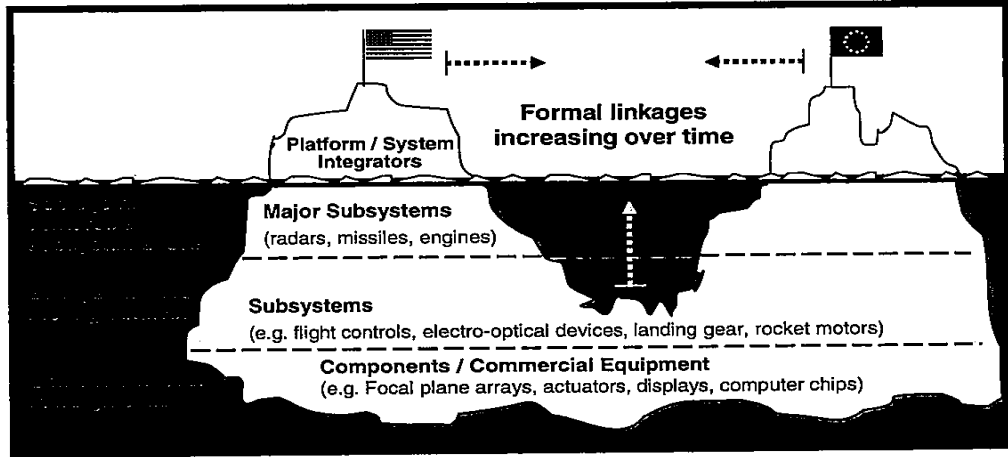 Formal linkages
increasing over time
Platform / System
Integrators
Major Subsystems
(radars, missiles, engines)
Subsystems
(e.g. flight controls, electro-optical devices, landing gear, rocket motors)
Components / Commercial Equipment
(e.g. Focal plane arrays, actuators, displays, computer chips)